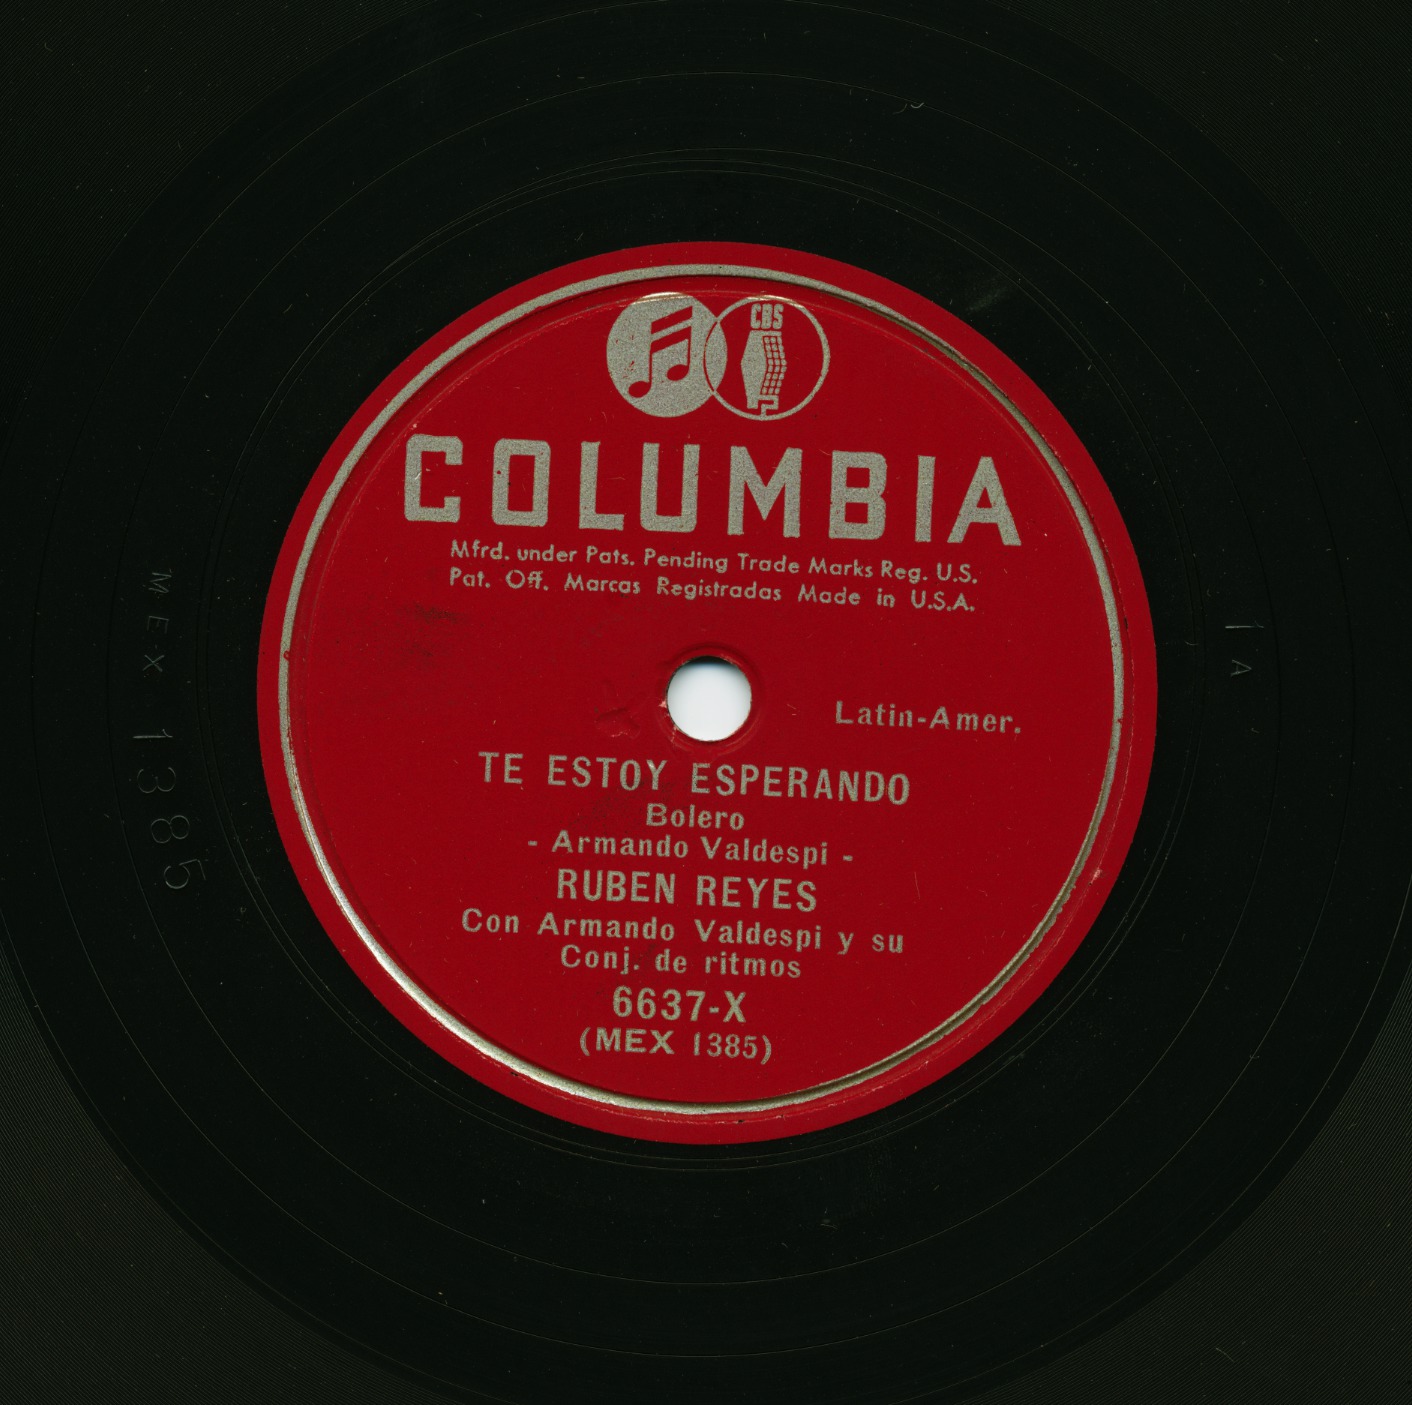 CBS
COLUMBIA
Mfrd. under Pats. Pending Trade Marks Reg. U.S.
Pat. Off. Marcas Registradas Made in U.S.A.
Latin-Amer.
TE ESTOY ESPERANDO
Bolero
- Armando Valdespi -
RUBEN REYES
Con Armando Valdespi y su
Conj. de ritmos
6637-X
(MEX 1385)
MEX 1385
1A